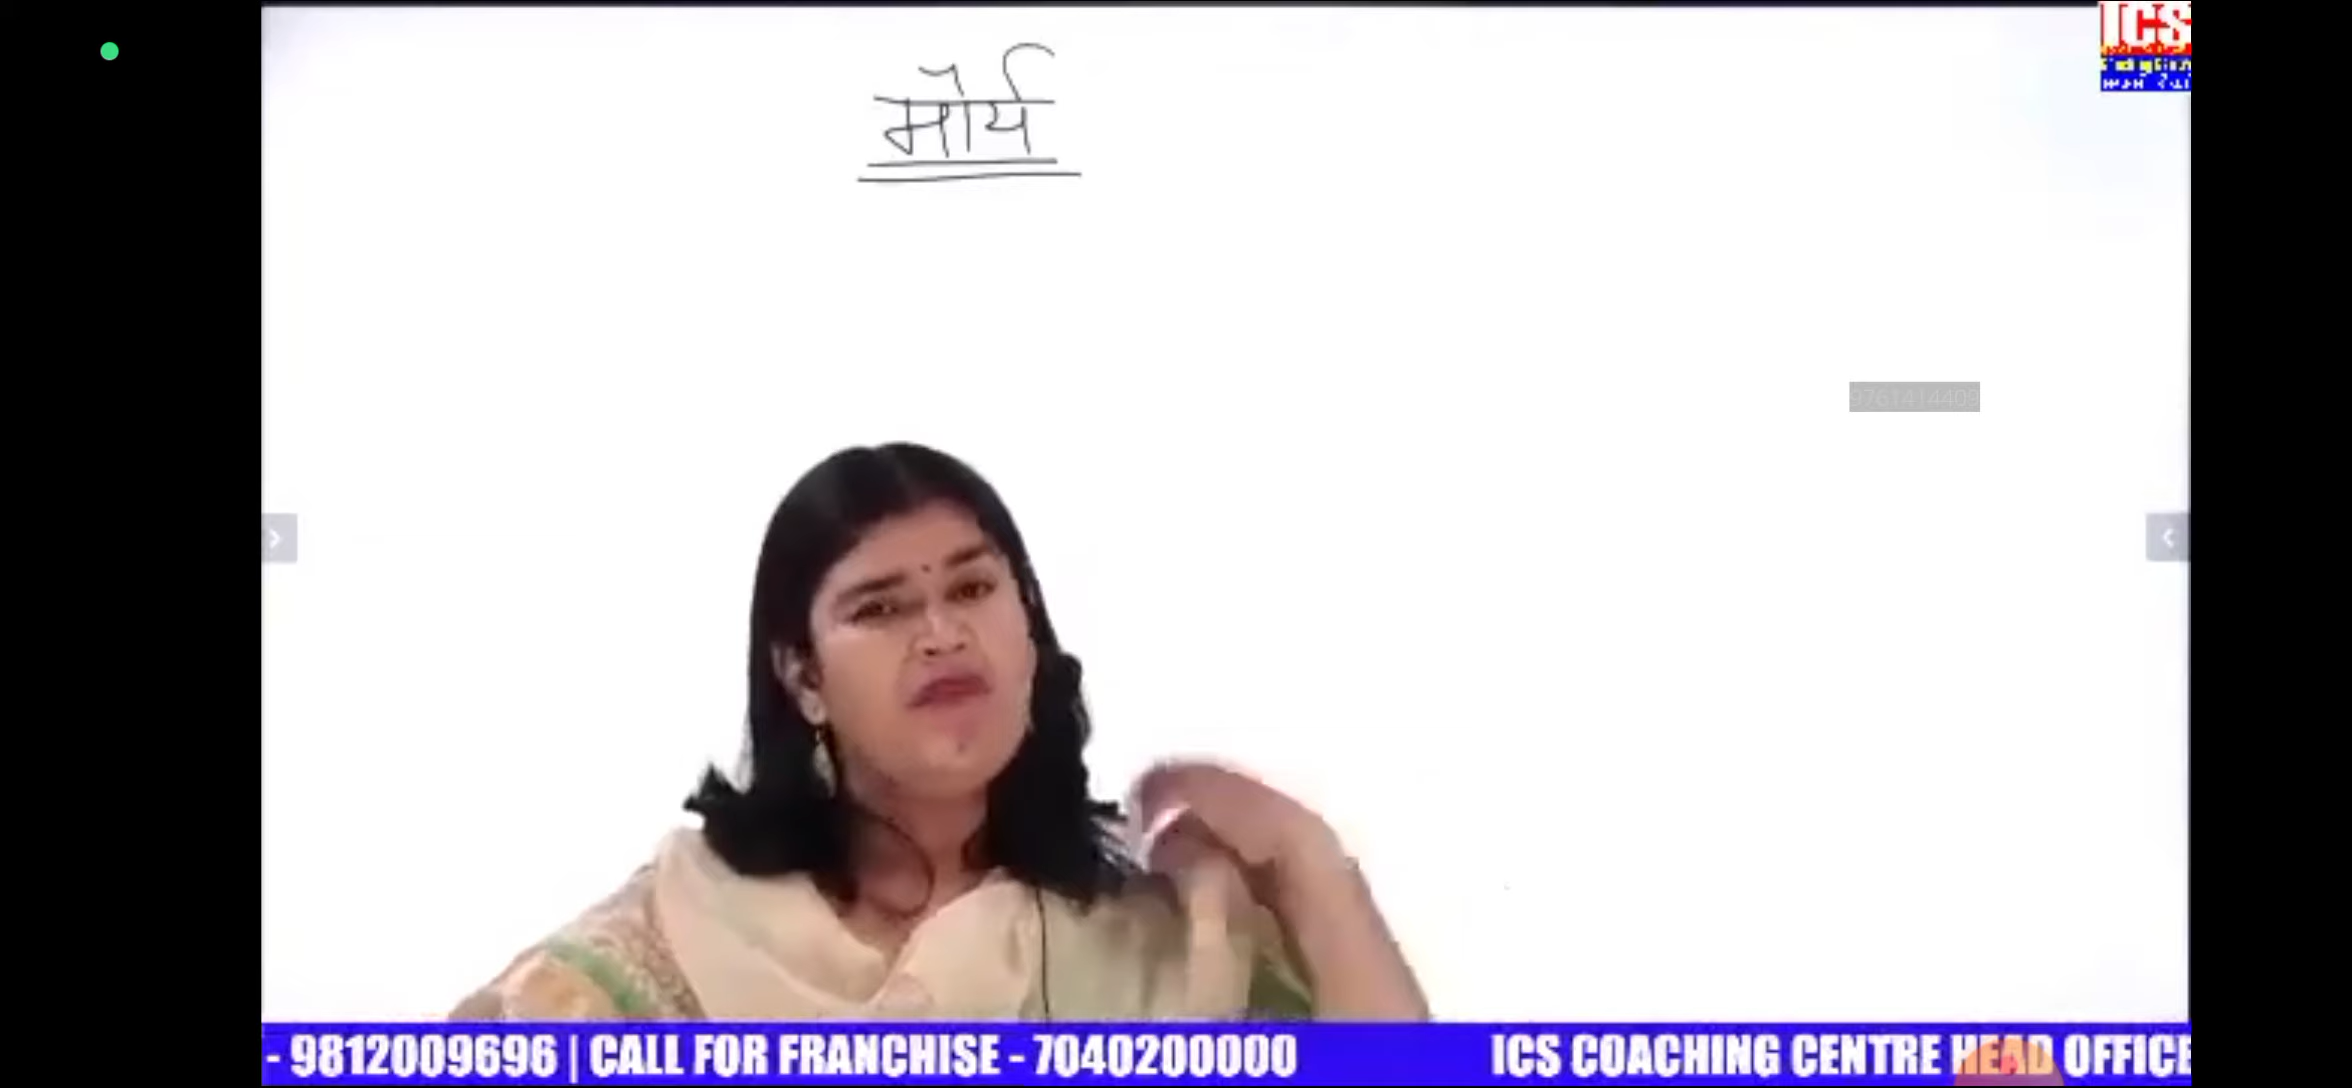 मौर्य
ICS
9761414409
- 9812009696 | CALL FOR FRANCHISE - 7040200000 ICS COACHING CENTRE HEAD OFFICE